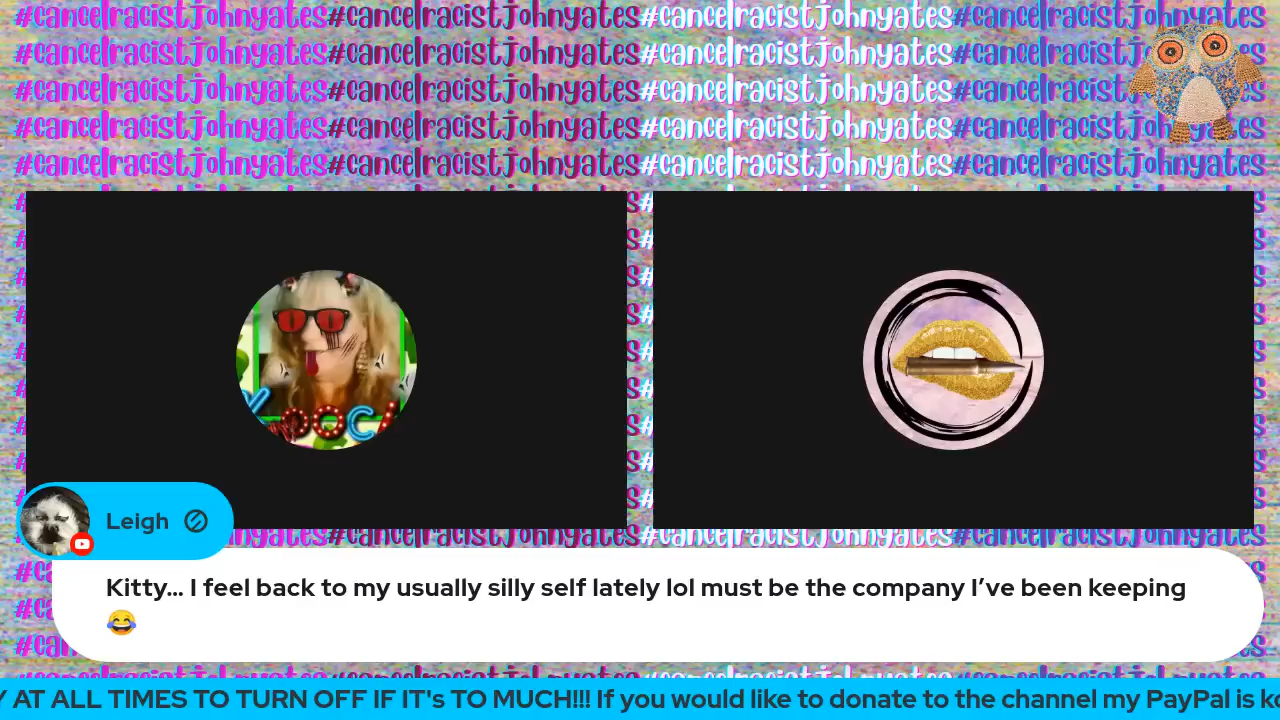 #cancelracistjohnyates#cancelracistjohnyates#cancelracistjohnyates#cancelracistjohnyates
#cancelracistjohnyates#cancelracistjohnyates#cancelracistjohnyates#cancelracistjohnyates
#cancelracistjohnyates#cancelracistjohnyates#cancelracistjohnyates#cancelracistjohnyates
#cancelracistjohnyates#cancelracistjohnyates#cancelracistjohnyates#cancelracistjohnyates
#cancelracistjohnyates#cancelracistjohnyates#cancelracistjohnyates#cancelracistjohnyates
Leigh
Kitty... I feel back to my usually silly self lately lol must be the company I've been keeping
😂
Y AT ALL TIMES TO TURN OFF IF IT's TO MUCH!!! If you would like to donate to the channel my PayPal is